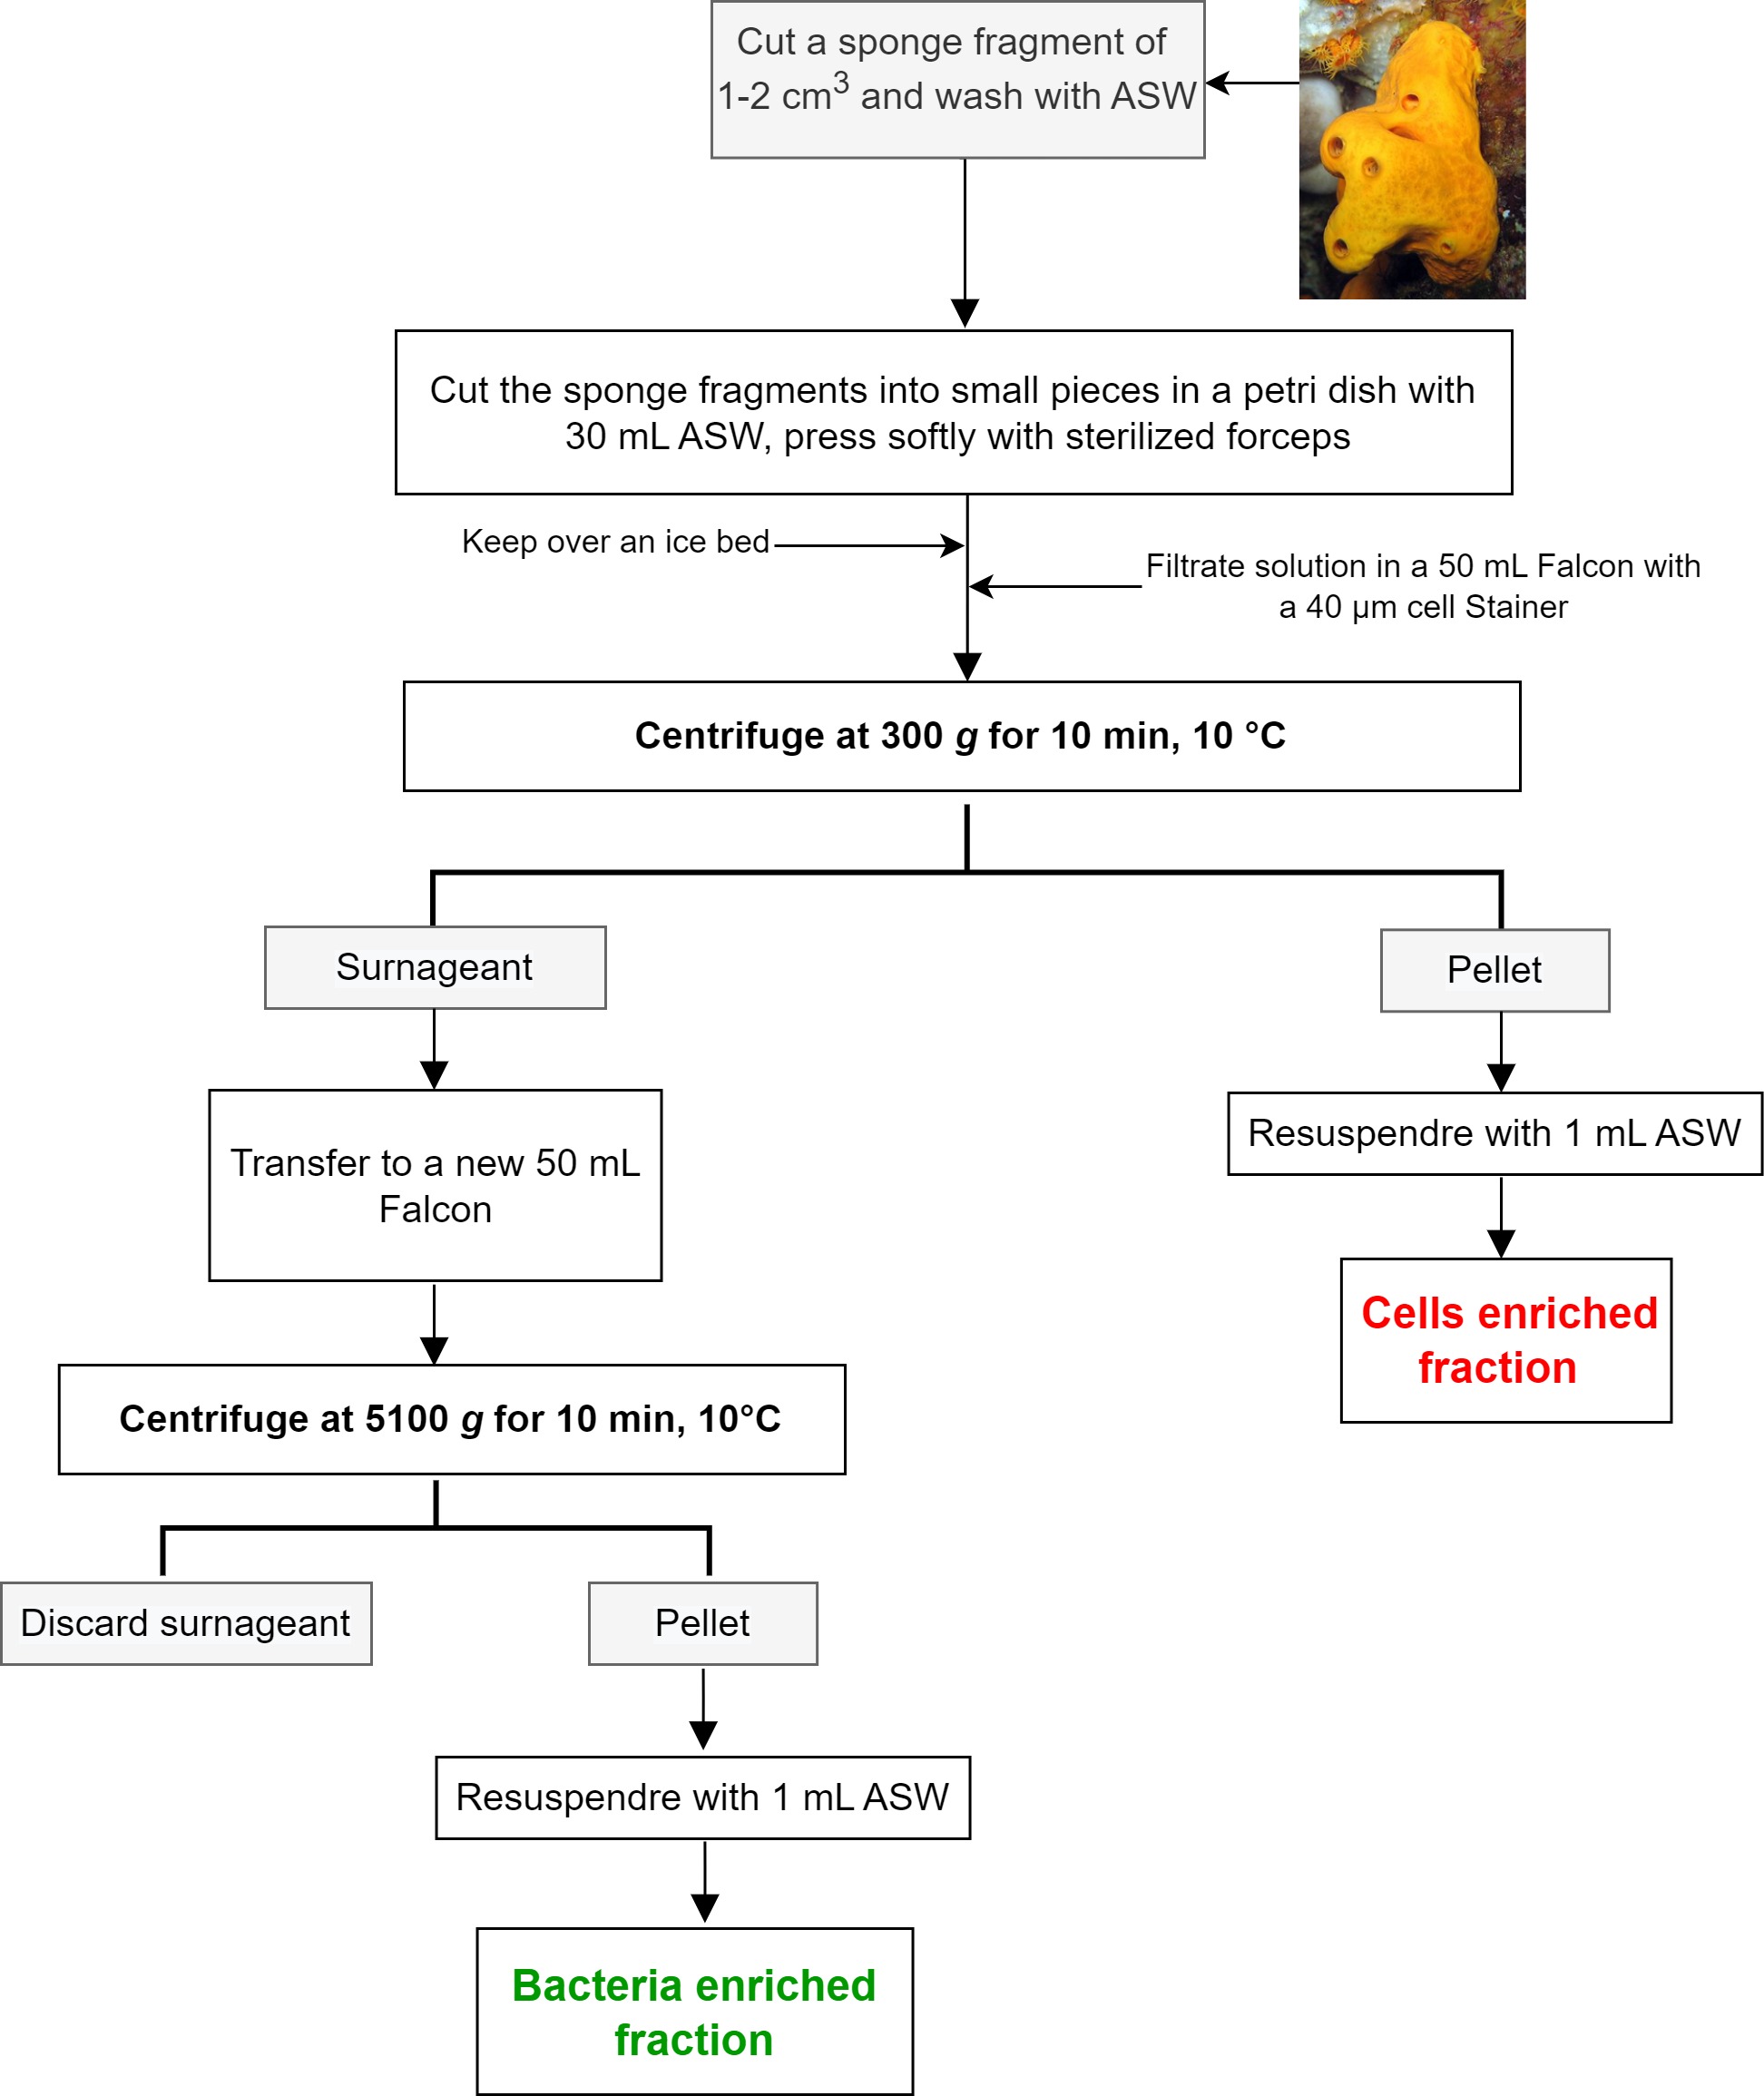 Cut a sponge fragment of
1-2 cm³ and wash with ASW
Cut the sponge fragments into small pieces in a petri dish with
30 mL ASW, press softly with sterilized forceps
Keep over an ice bed
Filtrate solution in a 50 mL Falcon with
a 40 µm cell Stainer
Centrifuge at 300 g for 10 min, 10 °C
Surnageant
Pellet
Transfer to a new 50 mL
Falcon
Resuspendre with 1 mL ASW
Cells enriched
fraction
Centrifuge at 5100 g for 10 min, 10°C
Discard surnageant
Pellet
Resuspendre with 1 mL ASW
Bacteria enriched
fraction